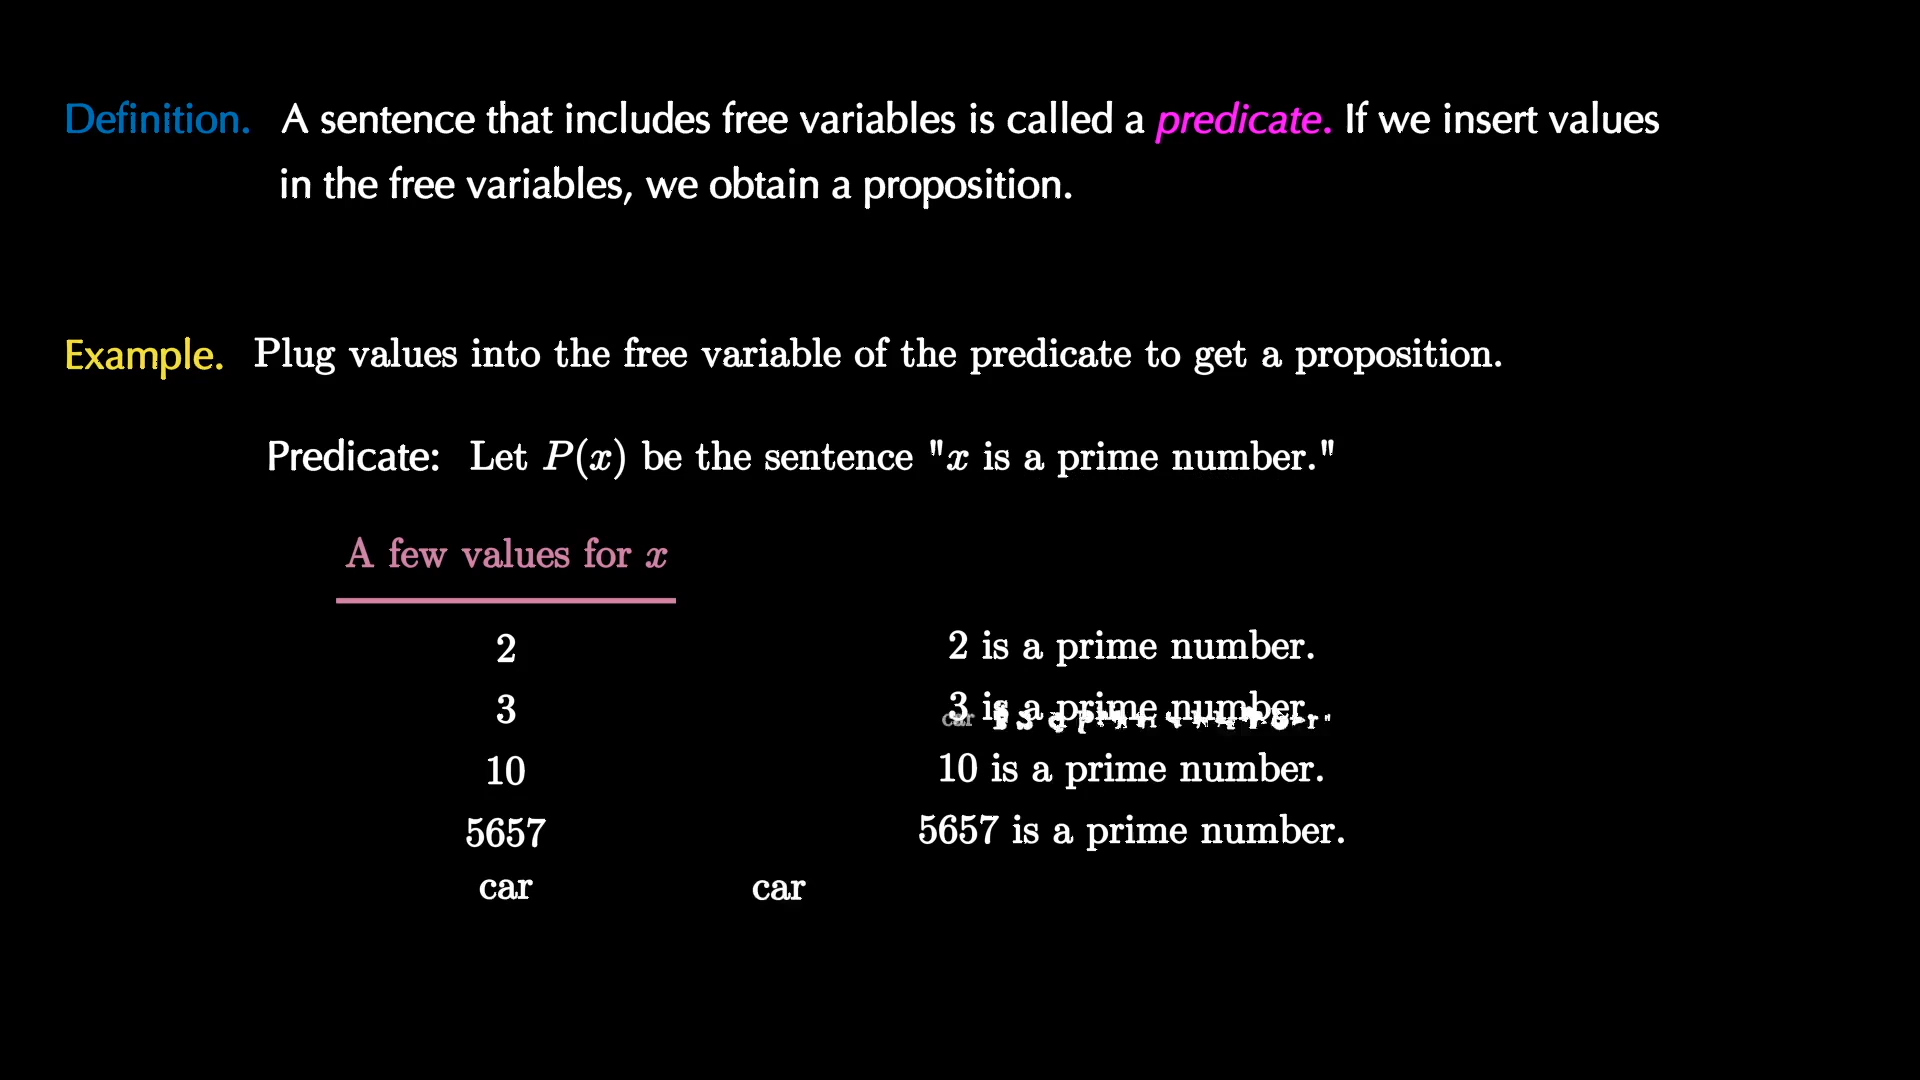 Definition. A sentence that includes free variables is called a predicate. If we insert values
in the free variables, we obtain a proposition.
Example. Plug values into the free variable of the predicate to get a proposition.
Predicate: Let P(x) be the sentence "x is a prime number."
A few values for x
2 2 is a prime number.
3 3 is a prime number.
car
10 10 is a prime number.
5657 5657 is a prime number.
car car